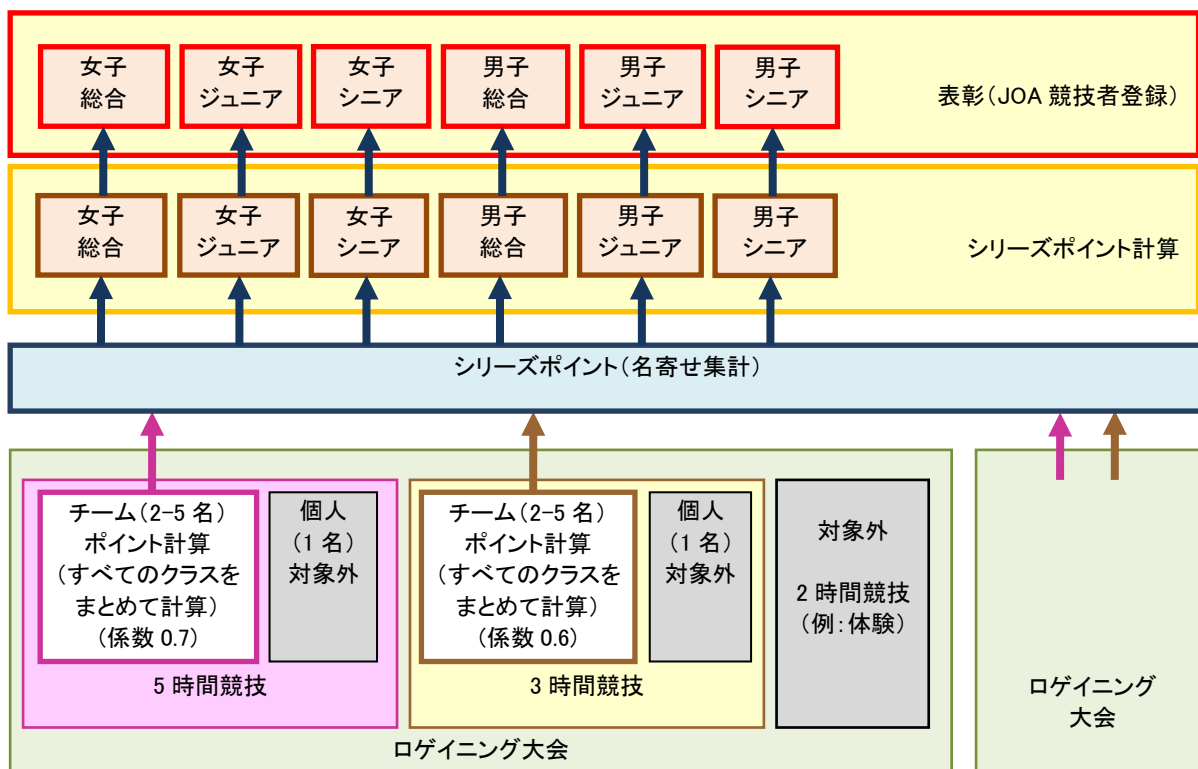 女子
総合
女子
ジュニア
女子
シニア
男子
総合
男子
ジュニア
男子
シニア
表彰(JOA 競技者登録)
女子
総合
女子
ジュニア
女子
シニア
男子
総合
男子
ジュニア
男子
シニア
シリーズポイント計算
シリーズポイント(名寄せ集計)
チーム(2-5 名)
ポイント計算
(すべてのクラスを
まとめて計算)
(係数 0.7)
個人
(1 名)
対象外
5 時間競技
チーム(2-5 名)
ポイント計算
(すべてのクラスを
まとめて計算)
(係数 0.6)
個人
(1 名)
対象外
3 時間競技
対象外
2 時間競技
(例:体験)
ロゲイニング大会
ロゲイニング
大会